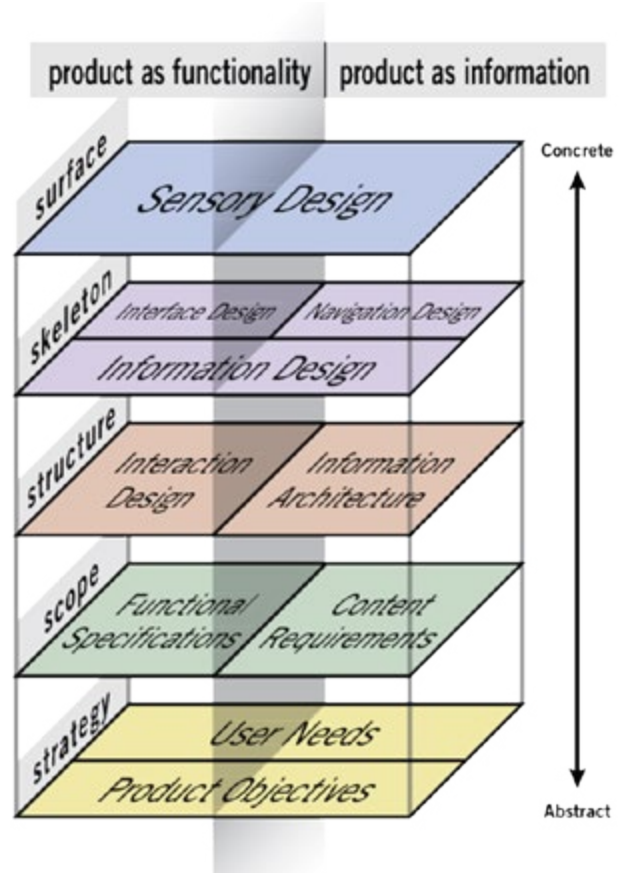 product as functionality
product as information
Concrete
surface
Sensory Design
skeleton
Interface Design
Navigation Design
Information Design
structure
Interaction
Design
Information
Architecture
scope
Functional
Specifications
Content
Requirements
strategy
User Needs
Product Objectives
Abstract